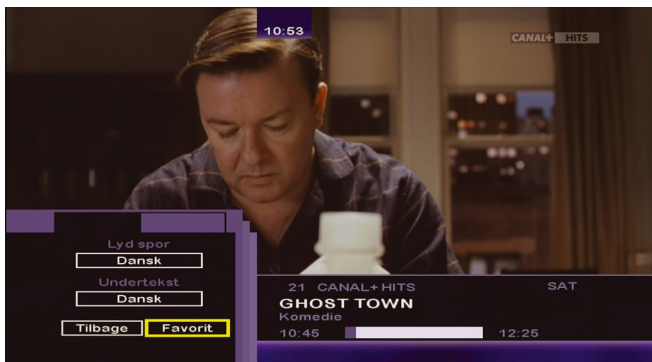 10:53
CANAL+ HITS
Lyd spor
Dansk
Undertekst
Dansk
Tilbage Favorit
21 CANAL+ HITS SAT
GHOST TOWN
Komedie
10:45 12:25